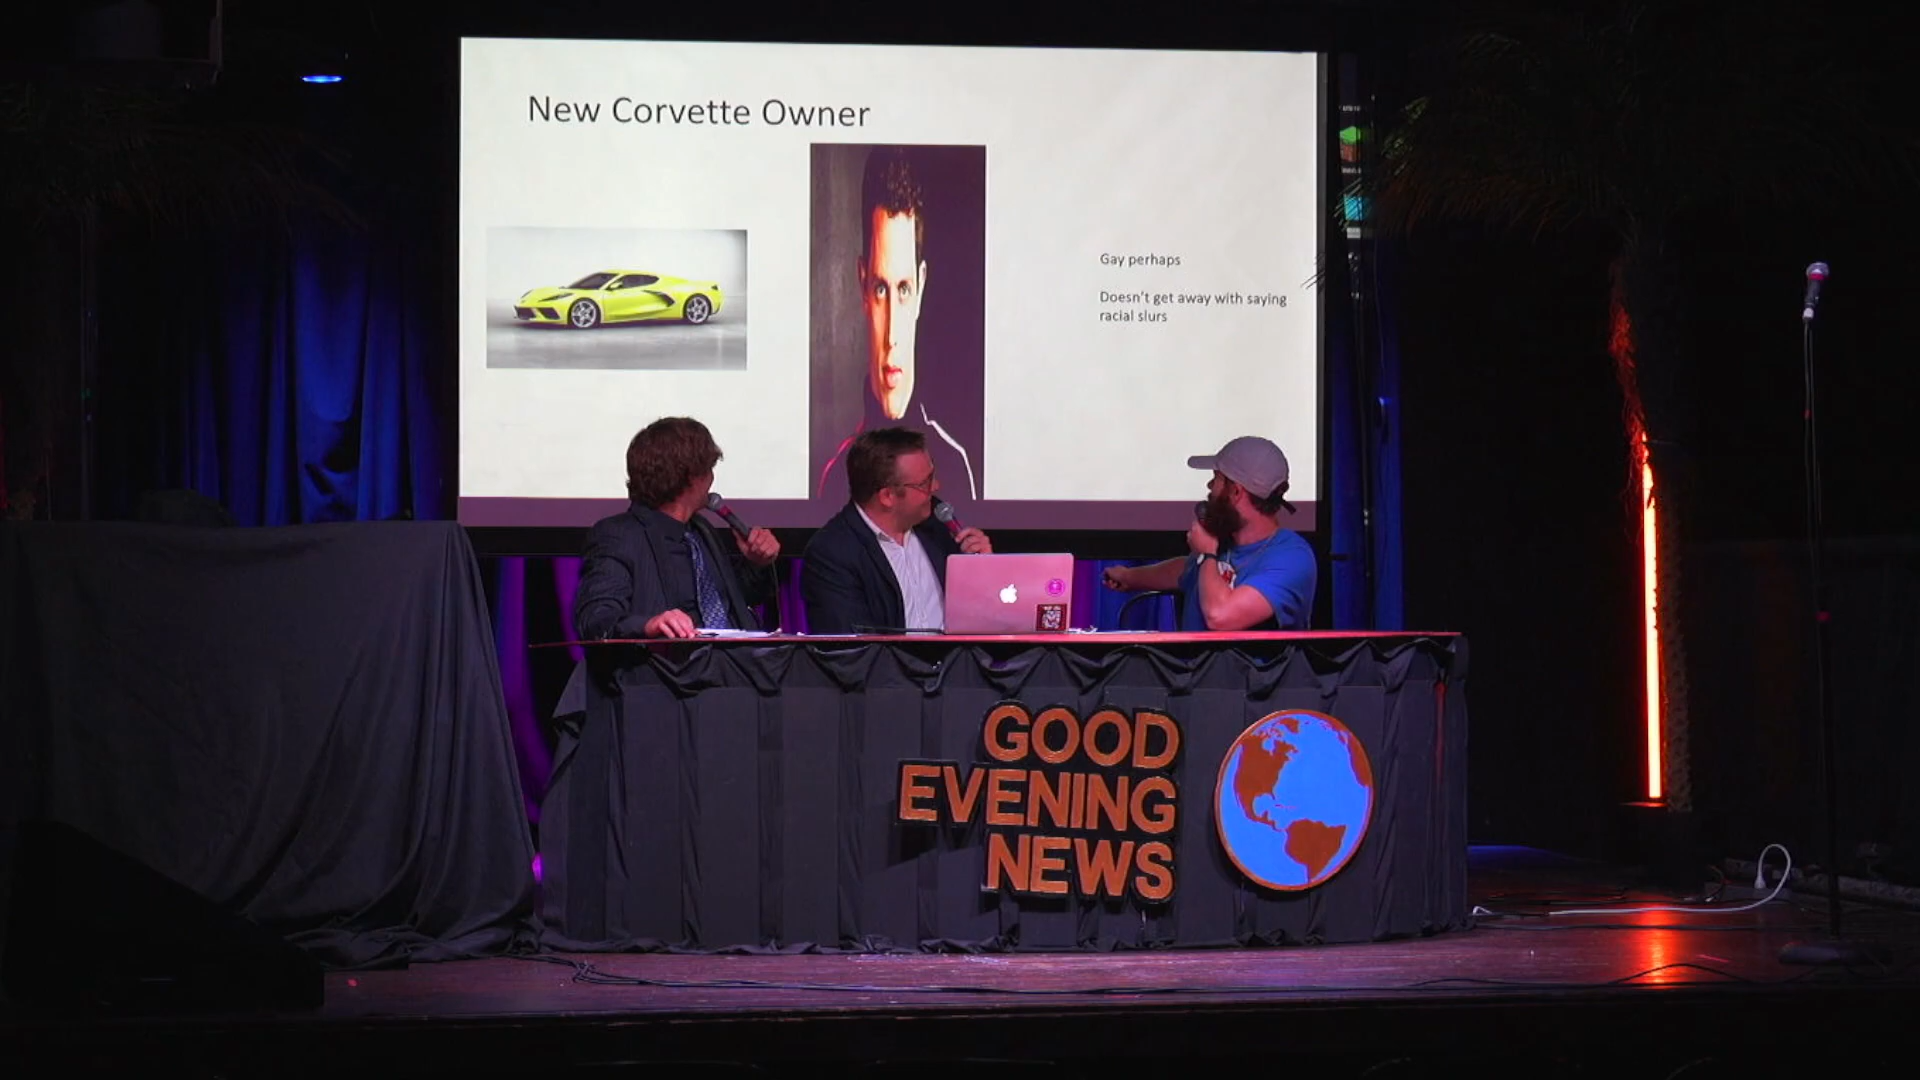 New Corvette Owner
Gay perhaps
Doesn't get away with saying
racial slurs
GOOD
EVENING
NEWS